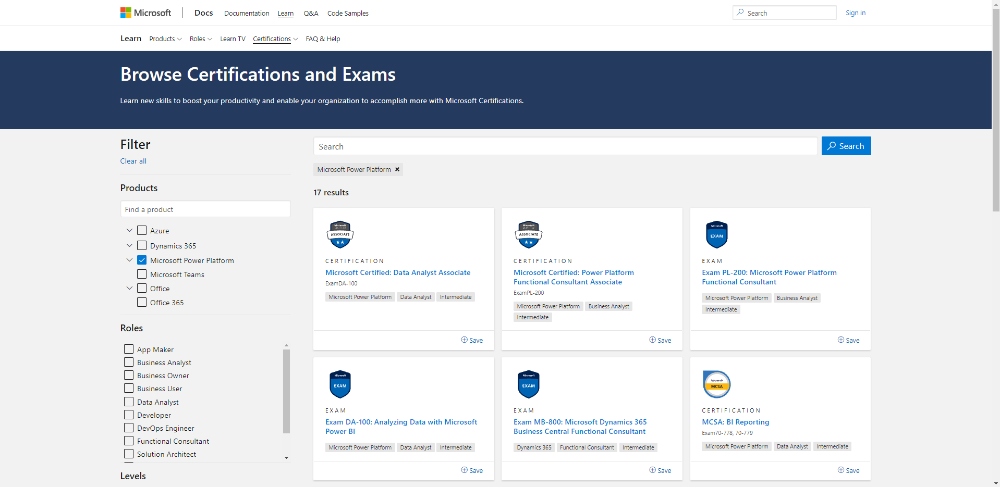 Microsoft Docs Documentation Learn Q&A Code Samples Search Sign in
Learn Products Roles Learn TV Certifications FAQ & Help
Browse Certifications and Exams
Learn new skills to boost your productivity and enable your organization to accomplish more with Microsoft Certifications.
Filter
Clear all
Products
Find a product
Azure
Dynamics 365
Microsoft Power Platform
Microsoft Teams
Office
Office 365
Roles
App Maker
Business Analyst
Business Owner
Business User
Data Analyst
Developer
DevOps Engineer
Functional Consultant
Solution Architect
Levels
Search Search
Microsoft Power Platform
17 results
Microsoft
CERTIFIED
ASSOCIATE
CERTIFICATION
Microsoft Certified: Data Analyst Associate
ExamDA-100
Microsoft Power Platform Data Analyst Intermediate
Save
Microsoft
CERTIFIED
ASSOCIATE
CERTIFICATION
Microsoft Certified: Power Platform
Functional Consultant Associate
ExamPL-200
Microsoft Power Platform Business Analyst
Intermediate
Save
Microsoft
EXAM
EXAM
Exam PL-200: Microsoft Power Platform
Functional Consultant
Microsoft Power Platform Business Analyst
Intermediate
Save
Microsoft
EXAM
EXAM
Exam DA-100: Analyzing Data with Microsoft
Power BI
Microsoft Power Platform Data Analyst Intermediate
Save
Microsoft
EXAM
EXAM
Exam MB-800: Microsoft Dynamics 365
Business Central Functional Consultant
Dynamics 365 Functional Consultant Intermediate
Save
Microsoft
MCSA
CERTIFICATION
MCSA: BI Reporting
Exam70-778, 70-779
Microsoft Power Platform Data Analyst Intermediate
Save